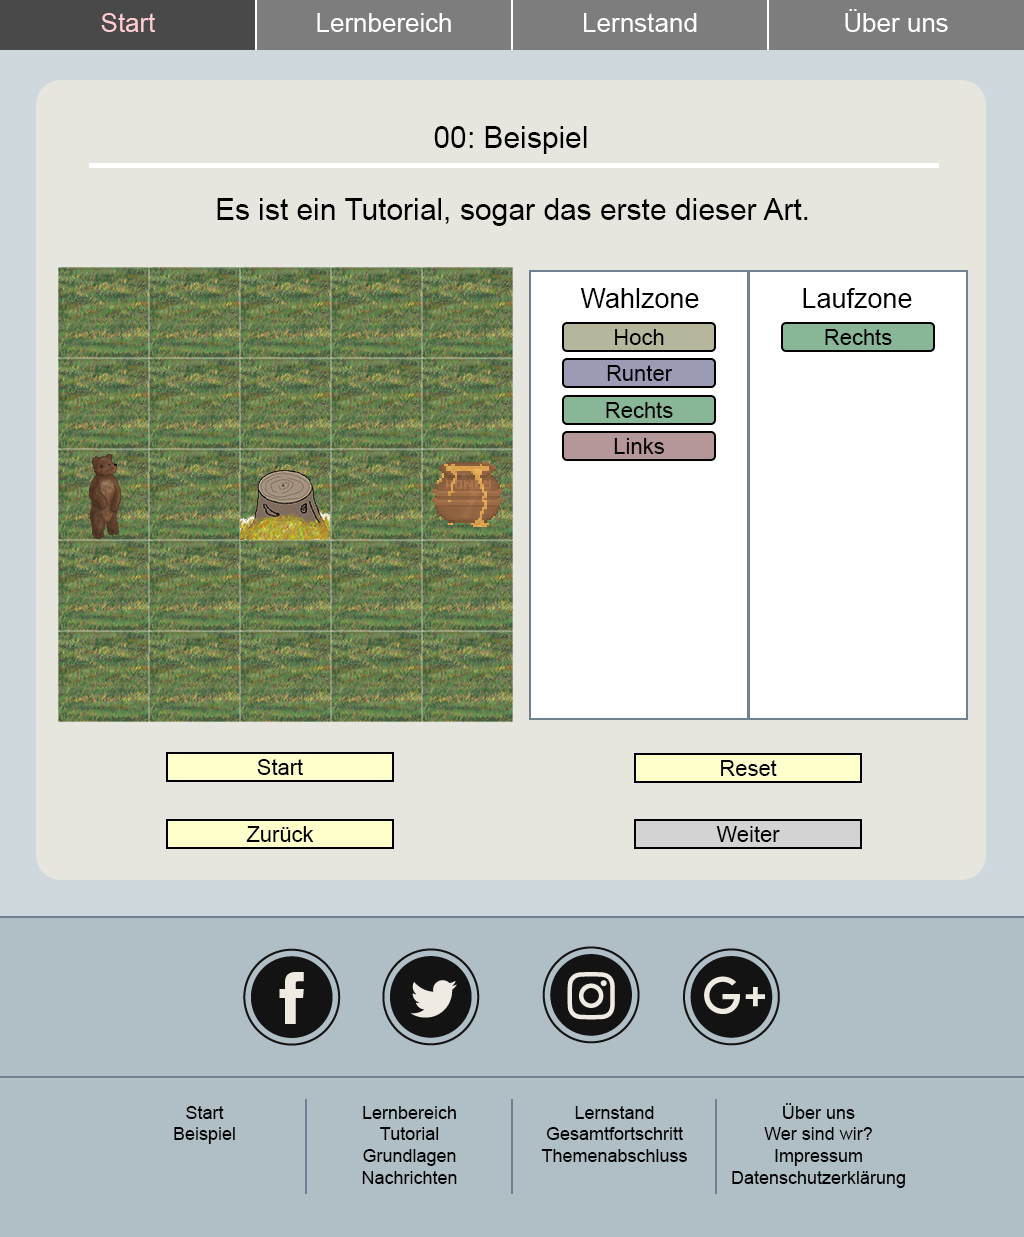 Start
Lernbereich
Lernstand
Über uns
00: Beispiel
Es ist ein Tutorial, sogar das erste dieser Art.
Wahlzone
Hoch
Runter
Rechts
Links
Laufzone
Rechts
Start
Reset
Zurück
Weiter
Start
Beispiel
Lernbereich
Tutorial
Grundlagen
Nachrichten
Lernstand
Gesamtfortschritt
Themenabschluss
Über uns
Wer sind wir?
Impressum
Datenschutzerklärung